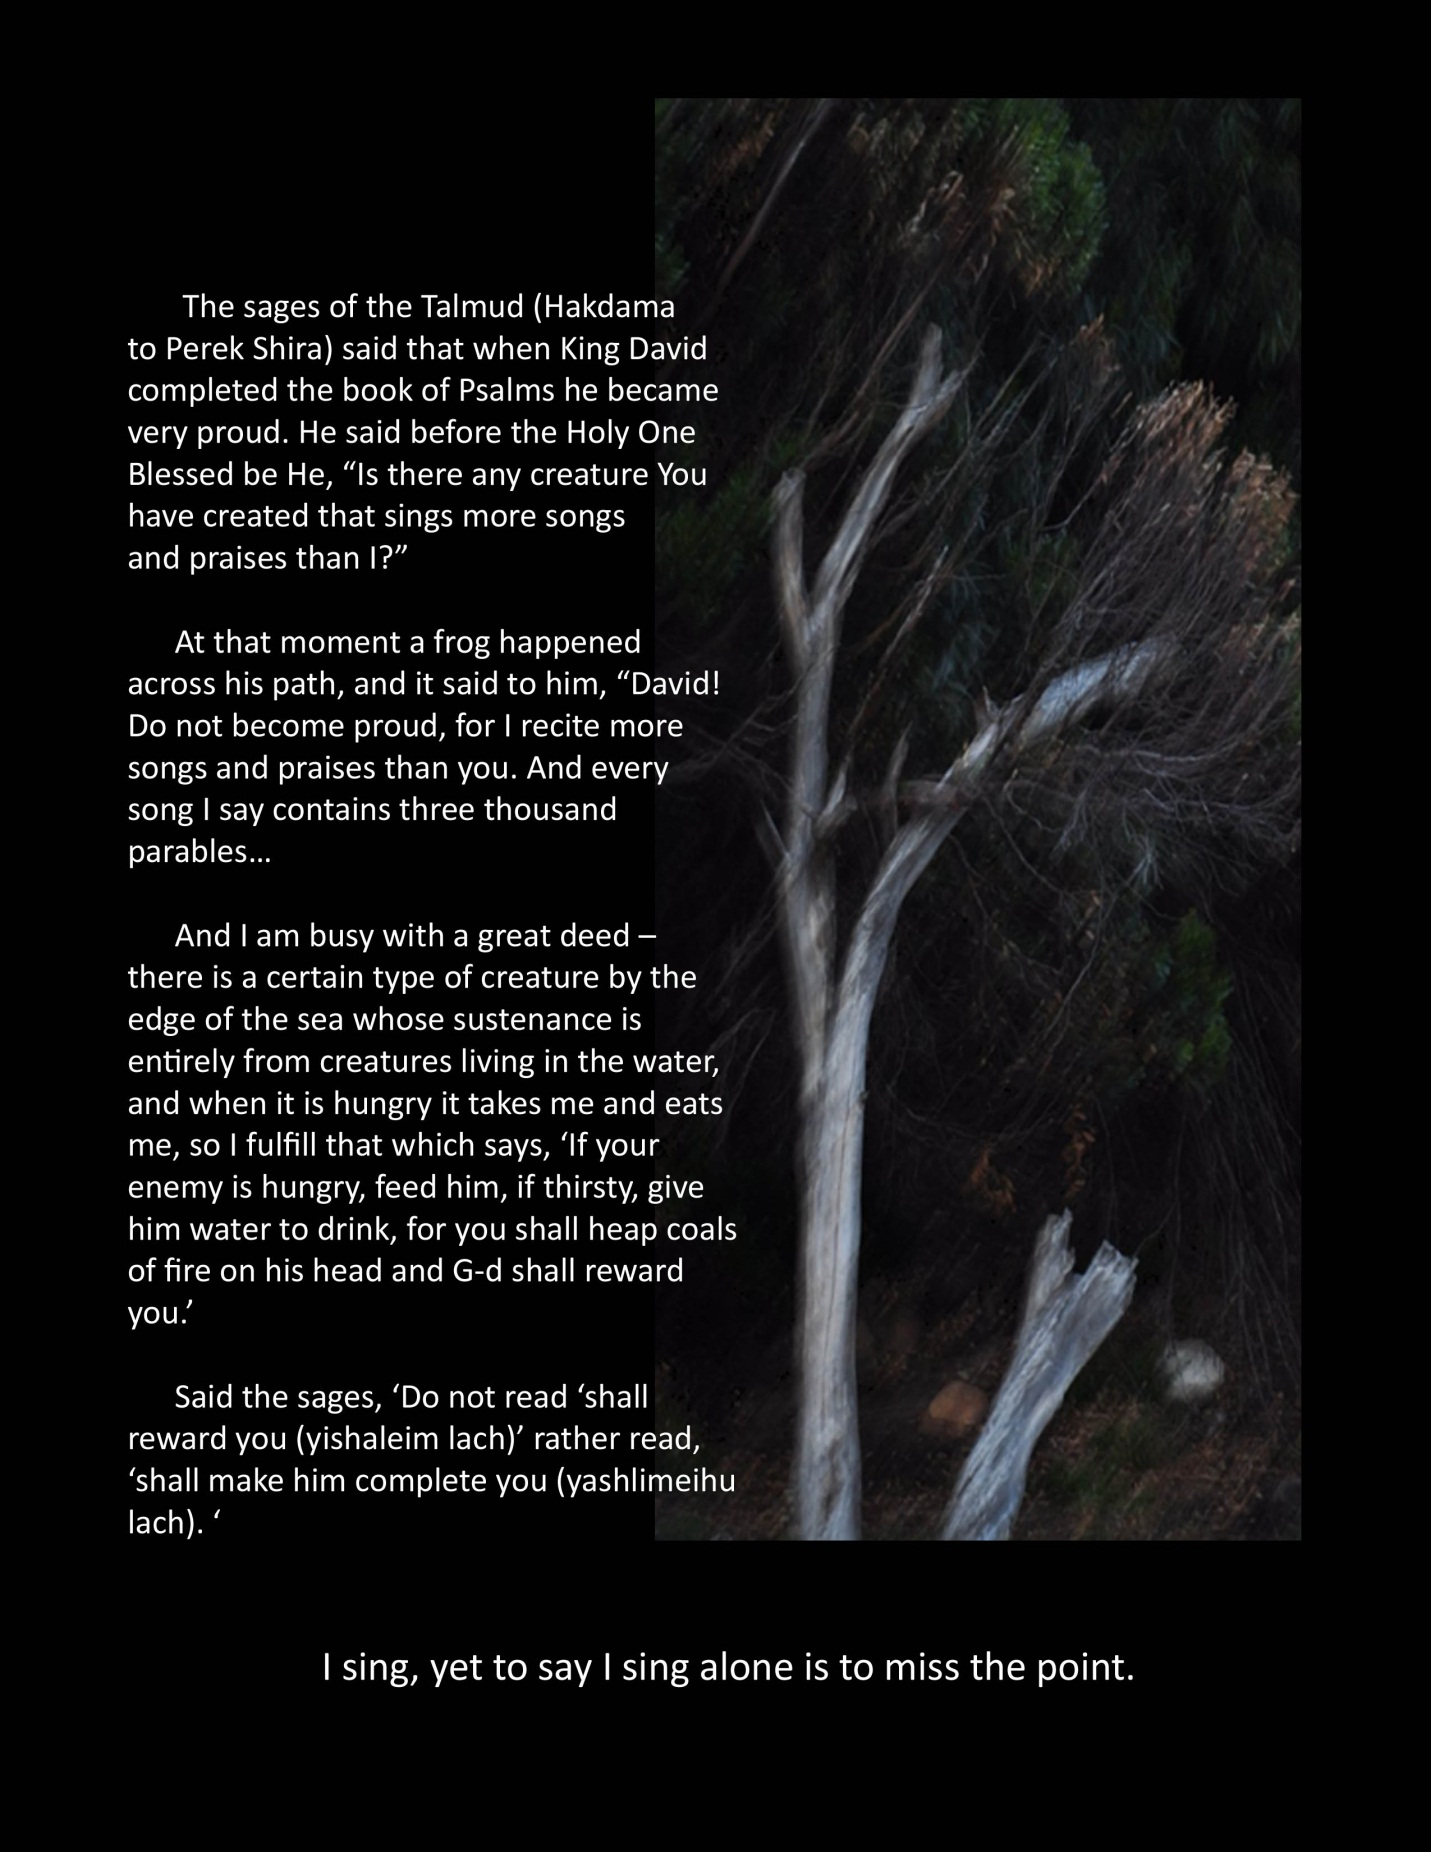 The sages of the Talmud (Hakdama
to Perek Shira) said that when King David
completed the book of Psalms he became
very proud. He said before the Holy One
Blessed be He, “Is there any creature You
have created that sings more songs
and praises than I?”
At that moment a frog happened
across his path, and it said to him, “David!
Do not become proud, for I recite more
songs and praises than you. And every
song I say contains three thousand
parables…
And I am busy with a great deed –
there is a certain type of creature by the
edge of the sea whose sustenance is
entirely from creatures living in the water,
and when it is hungry it takes me and eats
me, so I fulfill that which says, ‘If your
enemy is hungry, feed him, if thirsty, give
him water to drink, for you shall heap coals
of fire on his head and G-d shall reward
you.’
Said the sages, ‘Do not read ‘shall
reward you (yishaleim lach)’ rather read,
‘shall make him complete you (yashlimeihu
lach). ‘
I sing, yet to say I sing alone is to miss the point.